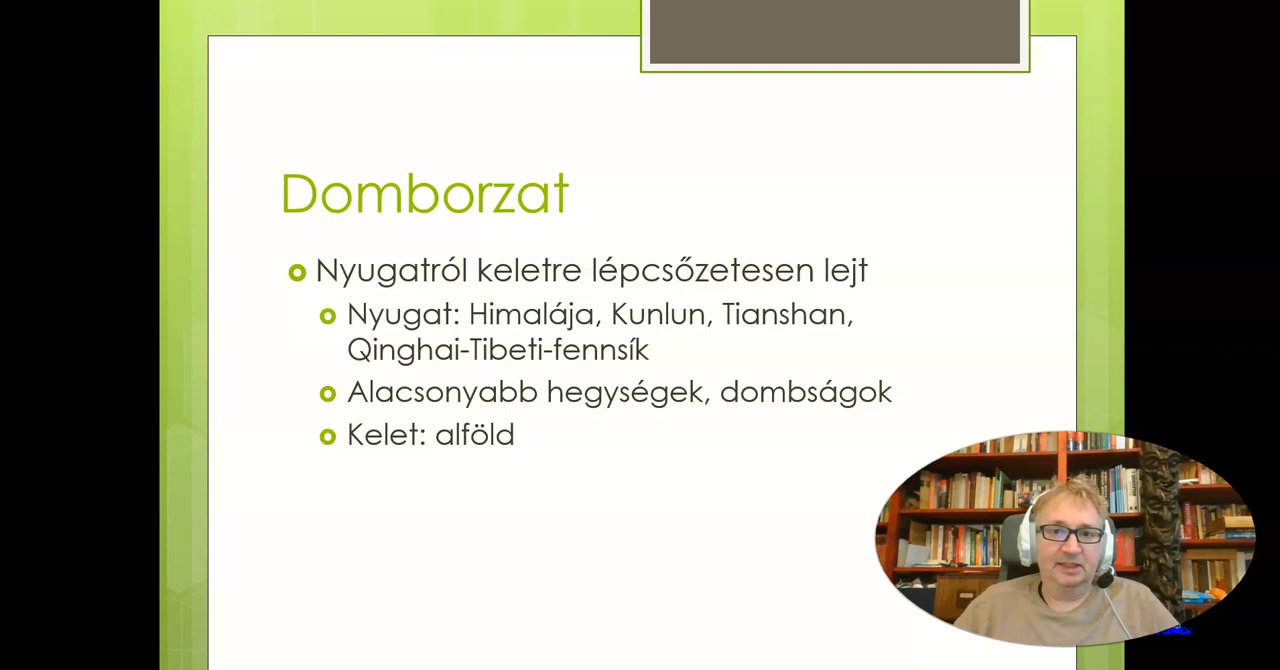 Domborzat
Nyugatról keletre lépcsőzetesen lejt
Nyugat: Himalája, Kunlun, Tianshan,
Qinghai-Tibeti-fennsík
Alacsonyabb hegységek, dombságok
Kelet: alföld